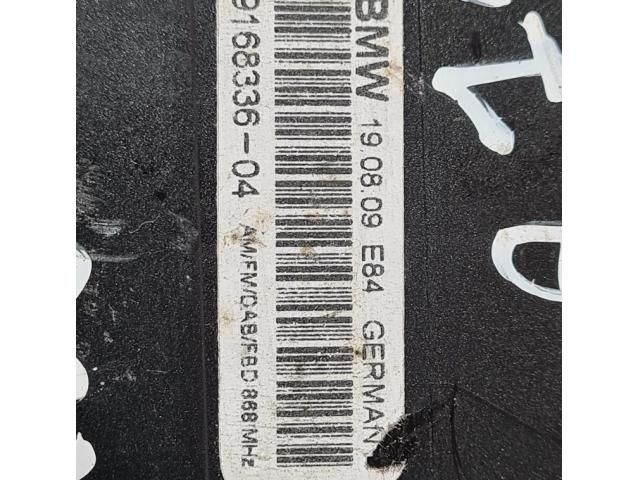 BMW 19.08.09 E84 GERMAN
9168336-04 AM/FM/DAB/FBD 868 MHz